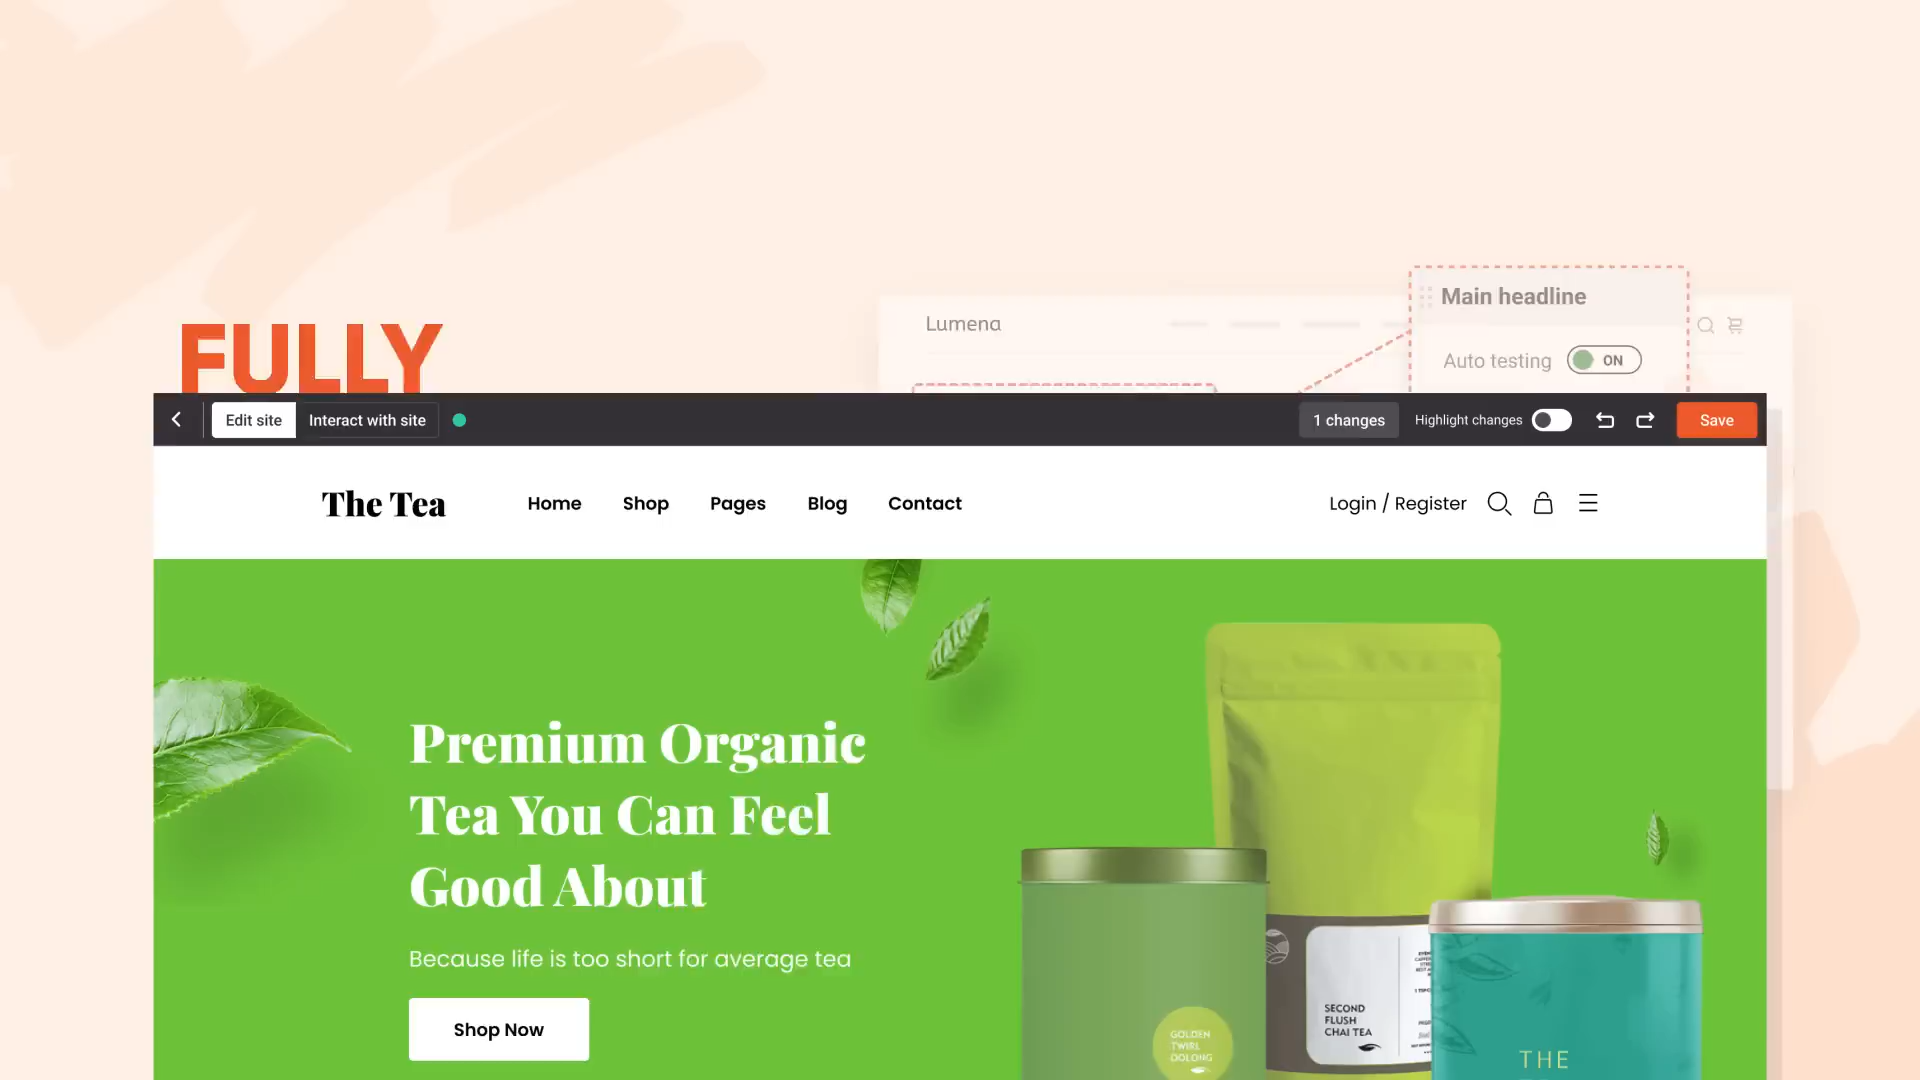 FULLY
Lumena
Main headline
Auto testing ON
Edit site Interact with site 1 changes Highlight changes Save
The Tea Home Shop Pages Blog Contact Login / Register
Premium Organic
Tea You Can Feel
Good About
Because life is too short for average tea
Shop Now
SECOND
FLUSH
CHAI TEA
GOLDEN
TWIRL
OOLONG
THE